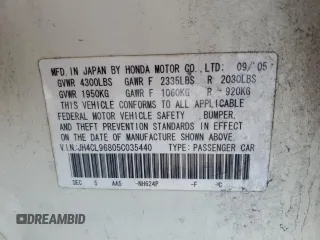 MFD. IN JAPAN BY HONDA MOTOR CO., LTD. 09/'05
GVWR 4300LBS GAWR F 2335LBS R 2030LBS
GVWR 1950KG GAWR F 1060KG R -920KG
THIS VEHICLE CONFORMS TO ALL APPLICABLE
FEDERAL MOTOR VEHICLE SAFETY , BUMPER,
AND THEFT PREVENTION STANDARDS IN EFFECT
ON THE DATE OF MANUFACTURE SHOWN ABOVE.
V.I.N:JH4CL96805C035440 TYPE: PASSENGER CAR
SEC S AAS -NH624P -F